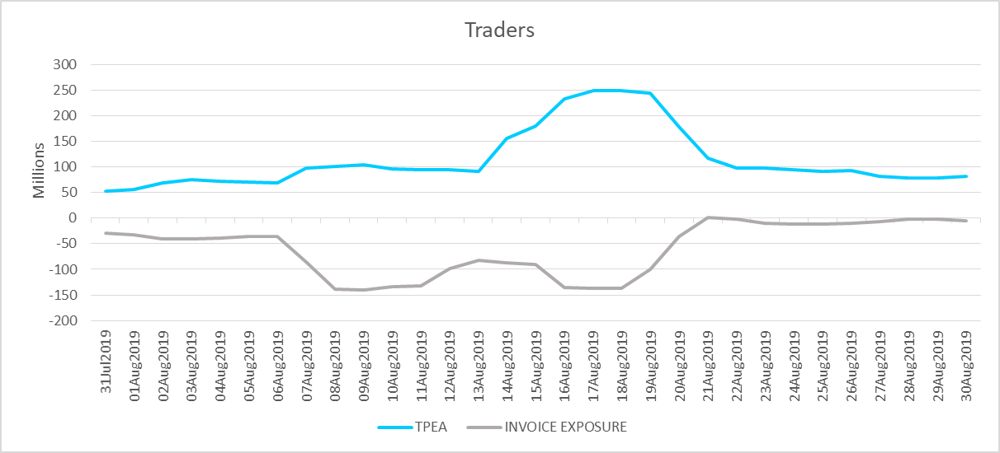 Traders
Millions
300
250
200
150
100
50
0
-50
-100
-150
-200
31Jul2019
01Aug2019
02Aug2019
03Aug2019
04Aug2019
05Aug2019
06Aug2019
07Aug2019
08Aug2019
09Aug2019
10Aug2019
11Aug2019
12Aug2019
13Aug2019
14Aug2019
15Aug2019
16Aug2019
17Aug2019
18Aug2019
19Aug2019
20Aug2019
21Aug2019
22Aug2019
23Aug2019
24Aug2019
25Aug2019
26Aug2019
27Aug2019
28Aug2019
29Aug2019
30Aug2019
TPEA INVOICE EXPOSURE